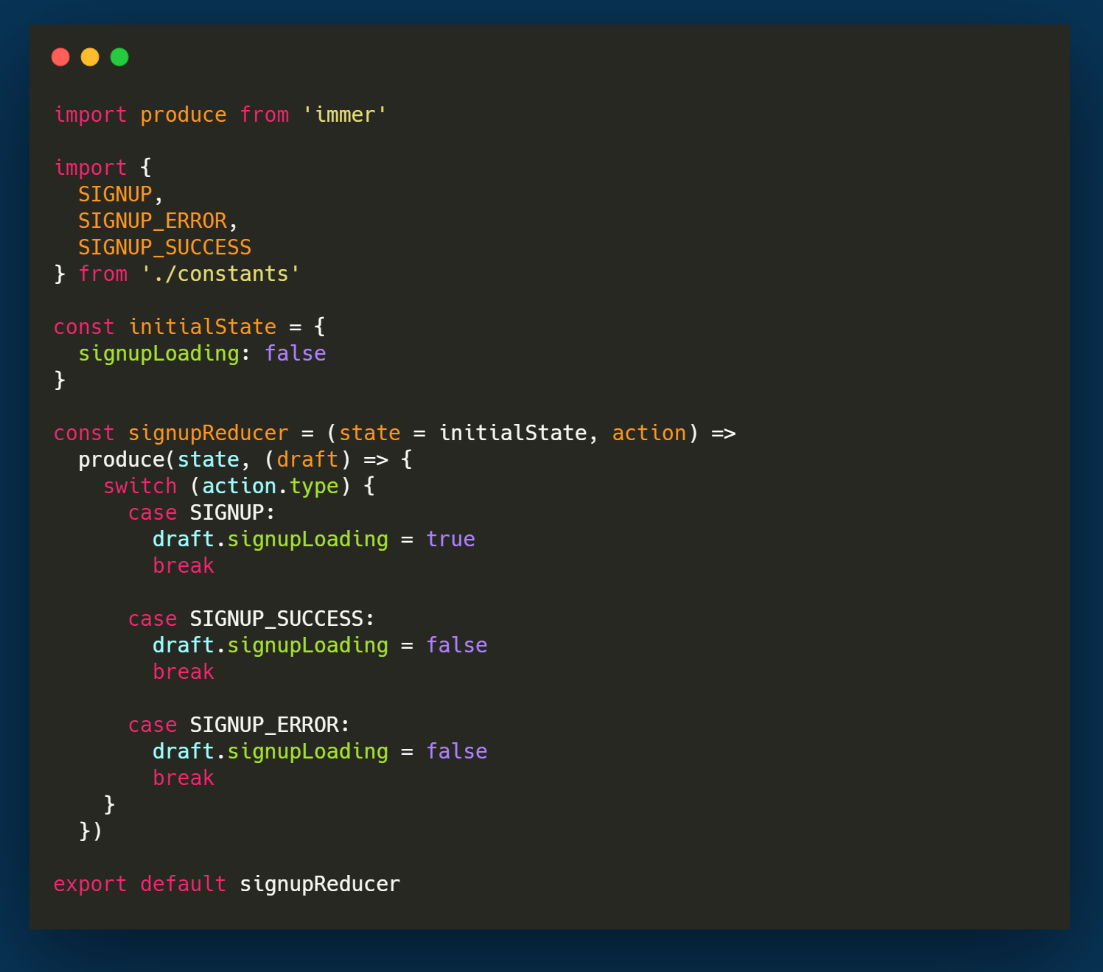 import produce from 'immer'

import {
  SIGNUP,
  SIGNUP_ERROR,
  SIGNUP_SUCCESS
} from './constants'

const initialState = {
  signupLoading: false
}

const signupReducer = (state = initialState, action) =>
  produce(state, (draft) => {
    switch (action.type) {
      case SIGNUP:
        draft.signupLoading = true
        break

      case SIGNUP_SUCCESS:
        draft.signupLoading = false
        break

      case SIGNUP_ERROR:
        draft.signupLoading = false
        break
    }
  })

export default signupReducer